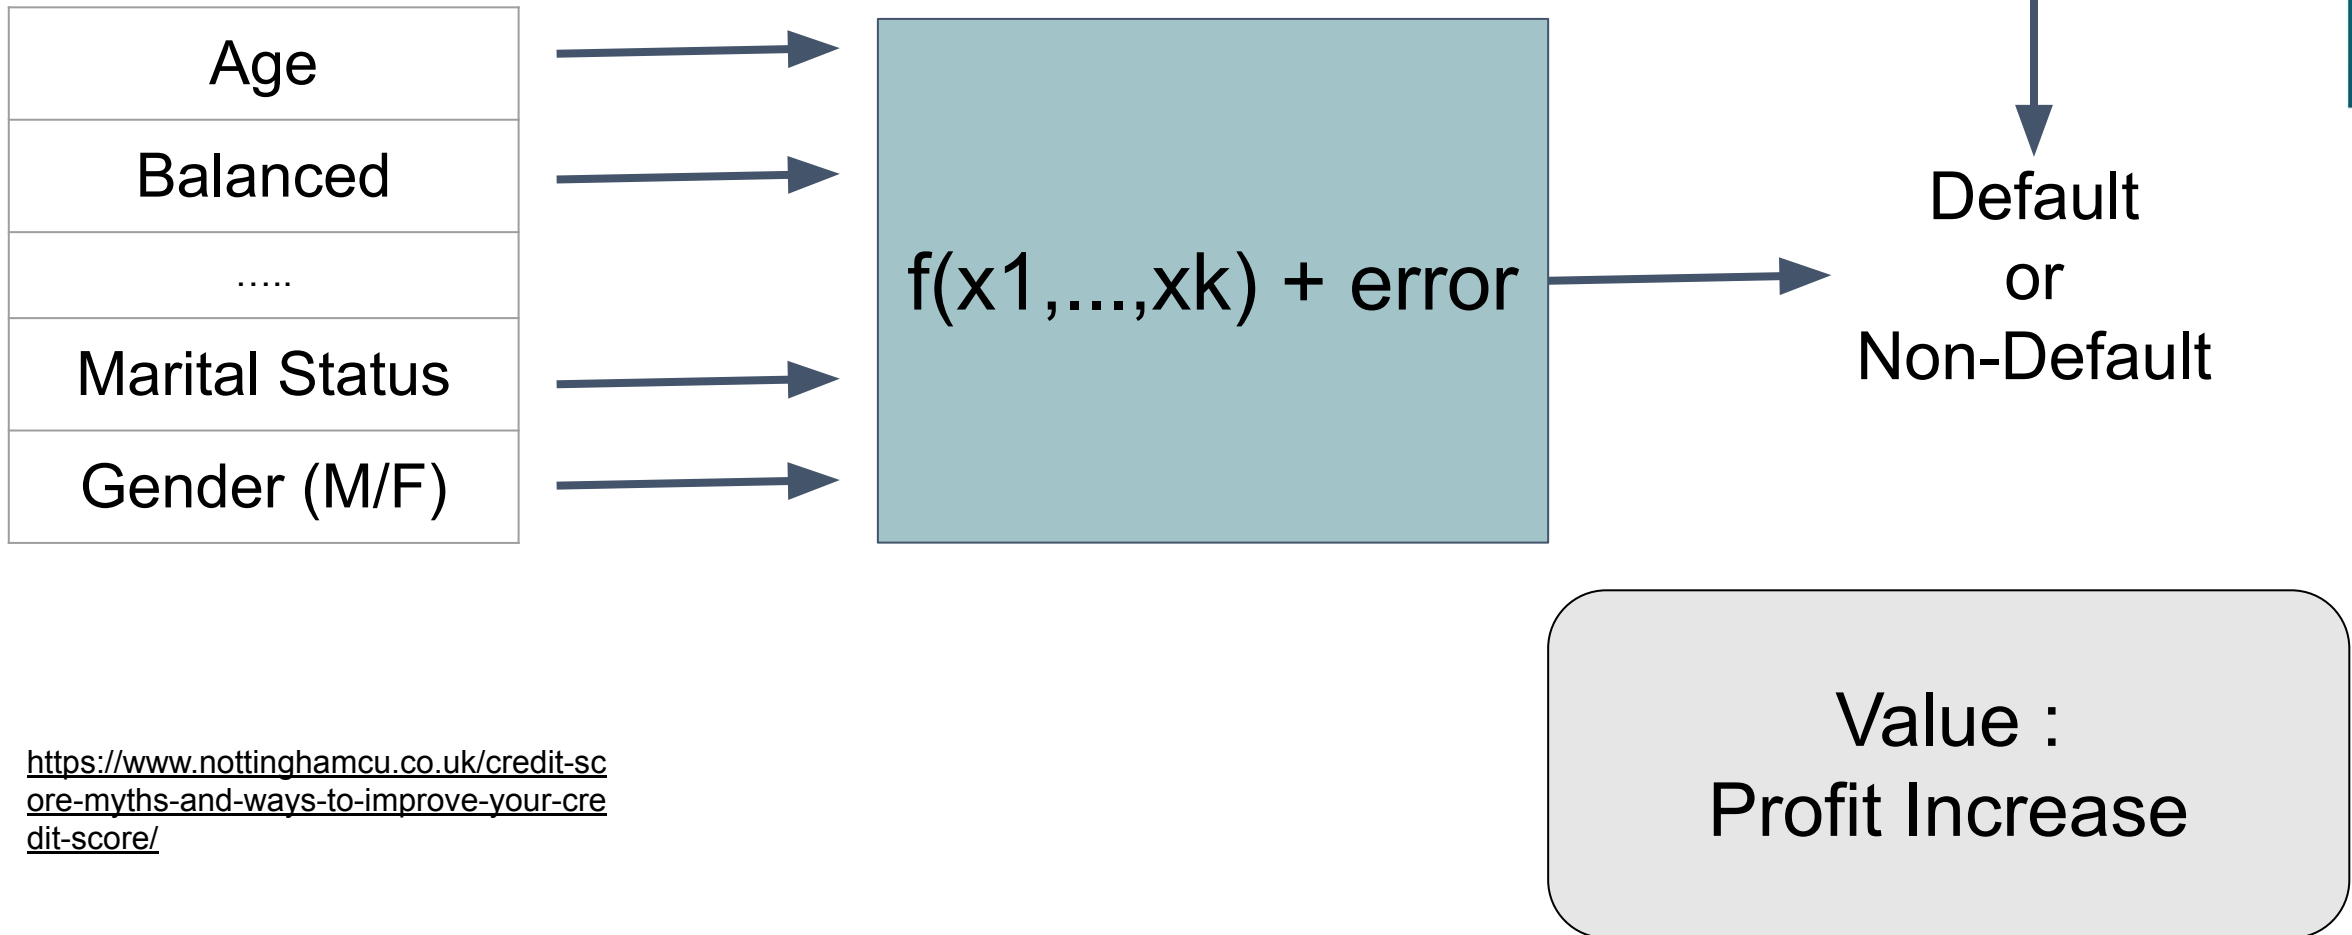 Age
Balanced
…..
Marital Status
Gender (M/F)
f(x1,...,xk) + error
Default
or
Non-Default
Value :
Profit Increase
https://www.nottinghamcu.co.uk/credit-sc
ore-myths-and-ways-to-improve-your-cre
dit-score/